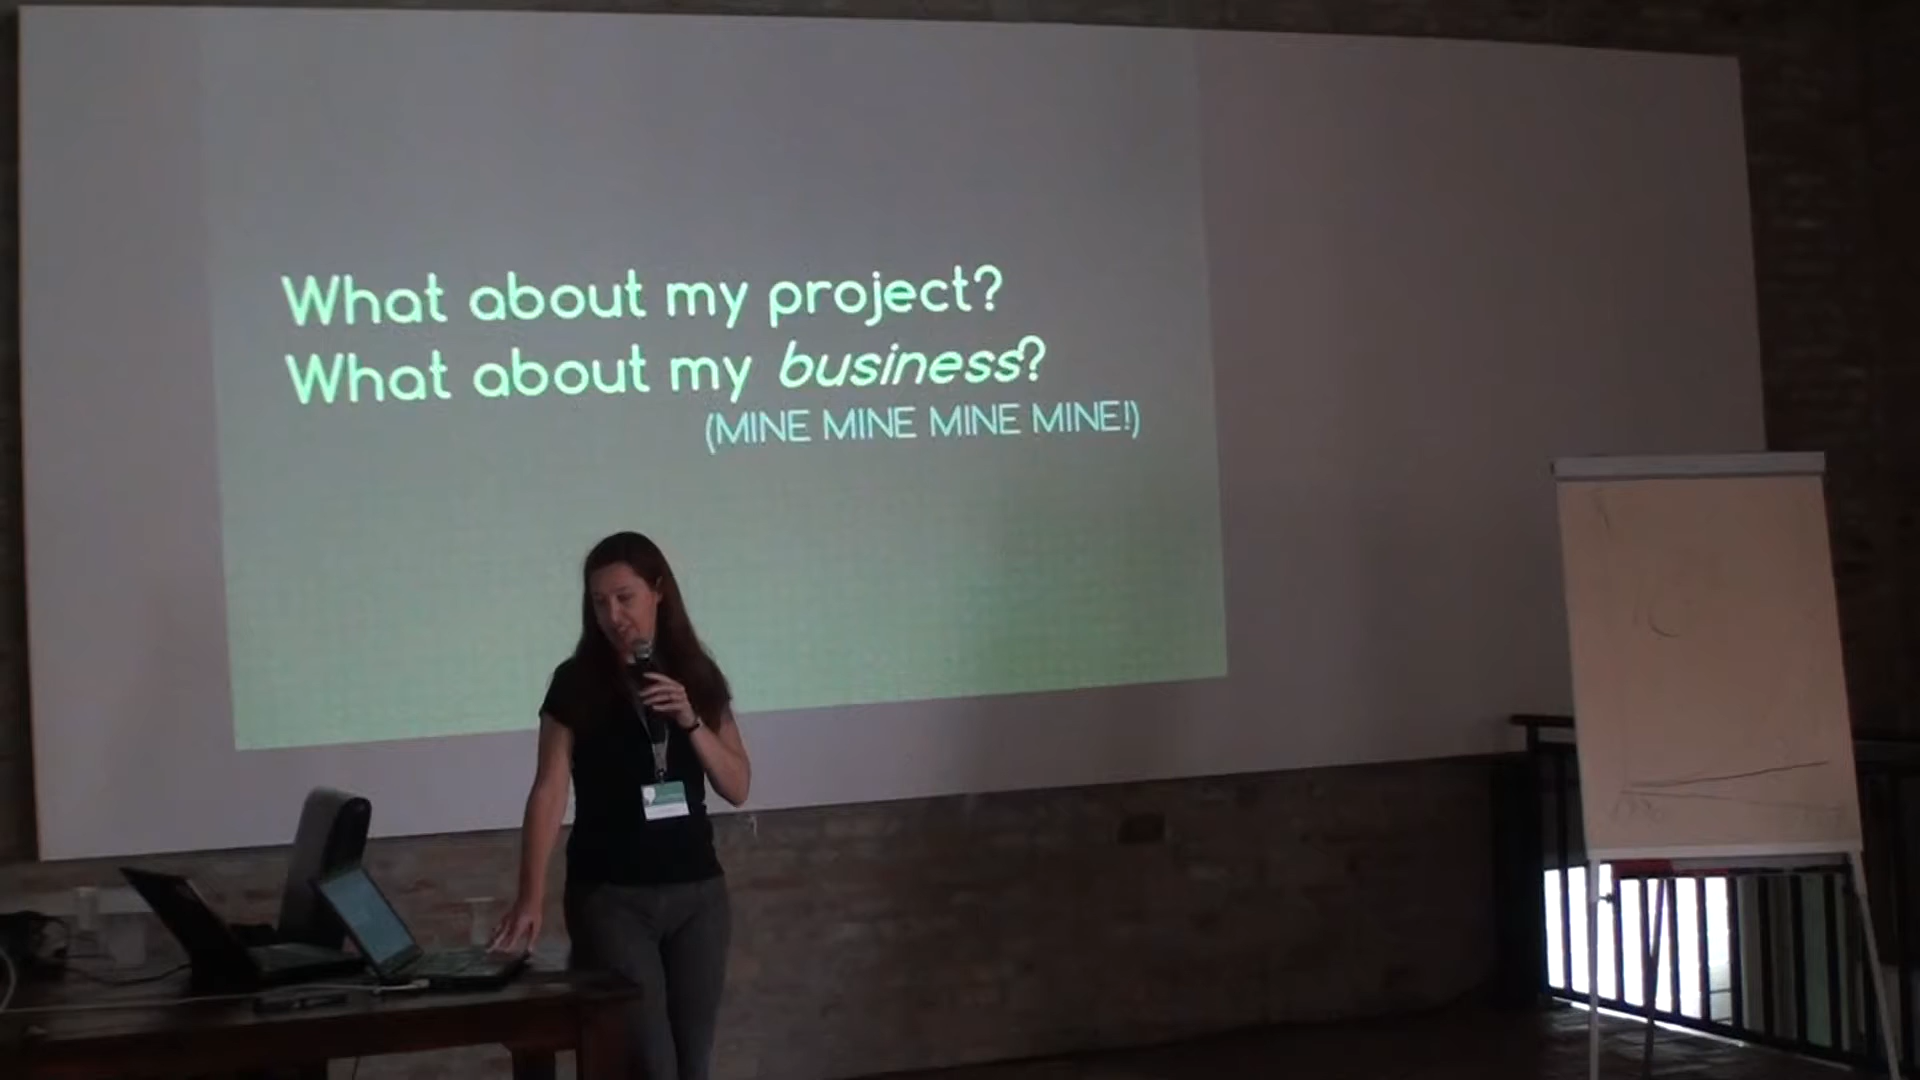 What about my project?
What about my business?
(MINE MINE MINE MINE!)